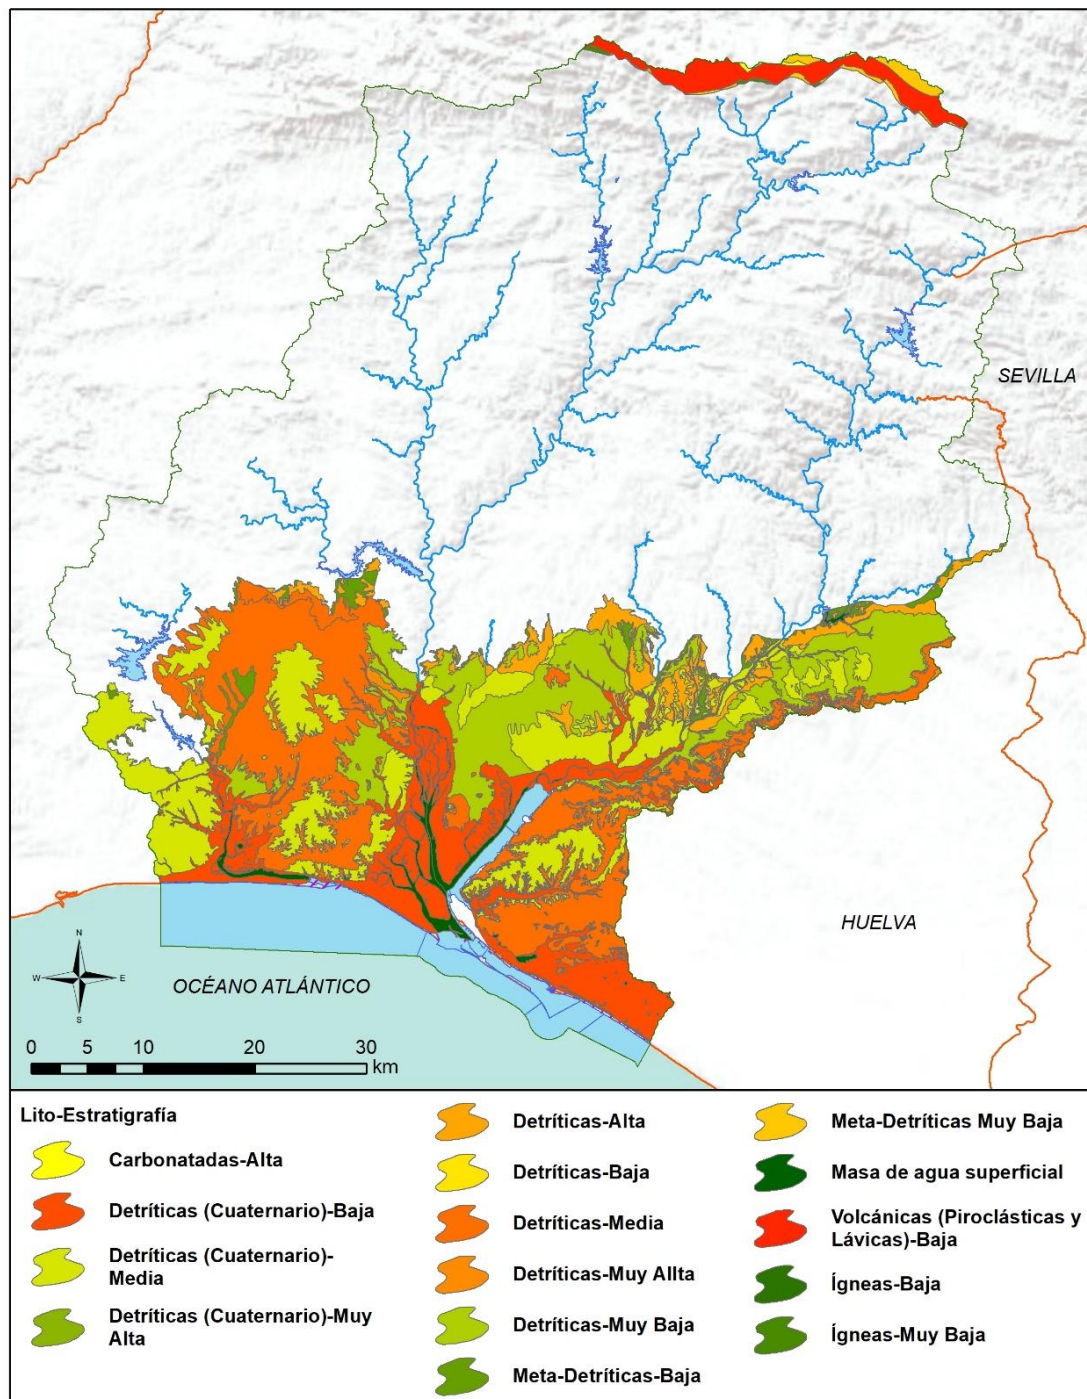 SEVILLA
HUELVA
OCÉANO ATLÁNTICO
N
W
E
S
0 5 10 20 30
km
Lito-Estratigrafía
Carbonatadas-Alta
Detríticas (Cuaternario)-Baja
Detríticas (Cuaternario)-
Media
Detríticas (Cuaternario)-Muy
Alta
Detríticas-Alta
Detríticas-Baja
Detríticas-Media
Detríticas-Muy Allta
Detríticas-Muy Baja
Meta-Detríticas-Baja
Meta-Detríticas Muy Baja
Masa de agua superficial
Volcánicas (Piroclásticas y
Lávicas)-Baja
Ígneas-Baja
Ígneas-Muy Baja